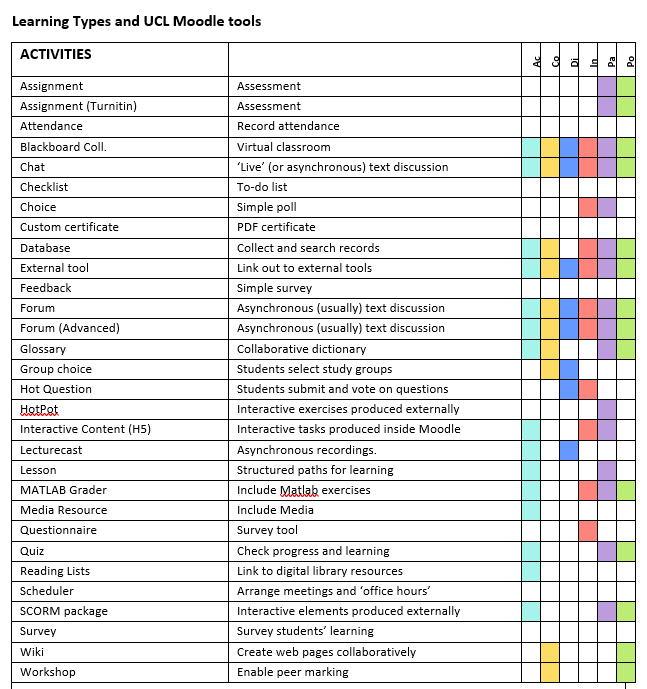 Learning Types and UCL Moodle tools
ACTIVITIES Ac Co Di In Pa Po
Assignment Assessment
Assignment (Turnitin) Assessment
Attendance Record attendance
Blackboard Coll. Virtual classroom
Chat ‘Live’ (or asynchronous) text discussion
Checklist To-do list
Choice Simple poll
Custom certificate PDF certificate
Database Collect and search records
External tool Link out to external tools
Feedback Simple survey
Forum Asynchronous (usually) text discussion
Forum (Advanced) Asynchronous (usually) text discussion
Glossary Collaborative dictionary
Group choice Students select study groups
Hot Question Students submit and vote on questions
HotPot Interactive exercises produced externally
Interactive Content (H5) Interactive tasks produced inside Moodle
Lecturecast Asynchronous recordings.
Lesson Structured paths for learning
MATLAB Grader Include Matlab exercises
Media Resource Include Media
Questionnaire Survey tool
Quiz Check progress and learning
Reading Lists Link to digital library resources
Scheduler Arrange meetings and ‘office hours’
SCORM package Interactive elements produced externally
Survey Survey students’ learning
Wiki Create web pages collaboratively
Workshop Enable peer marking